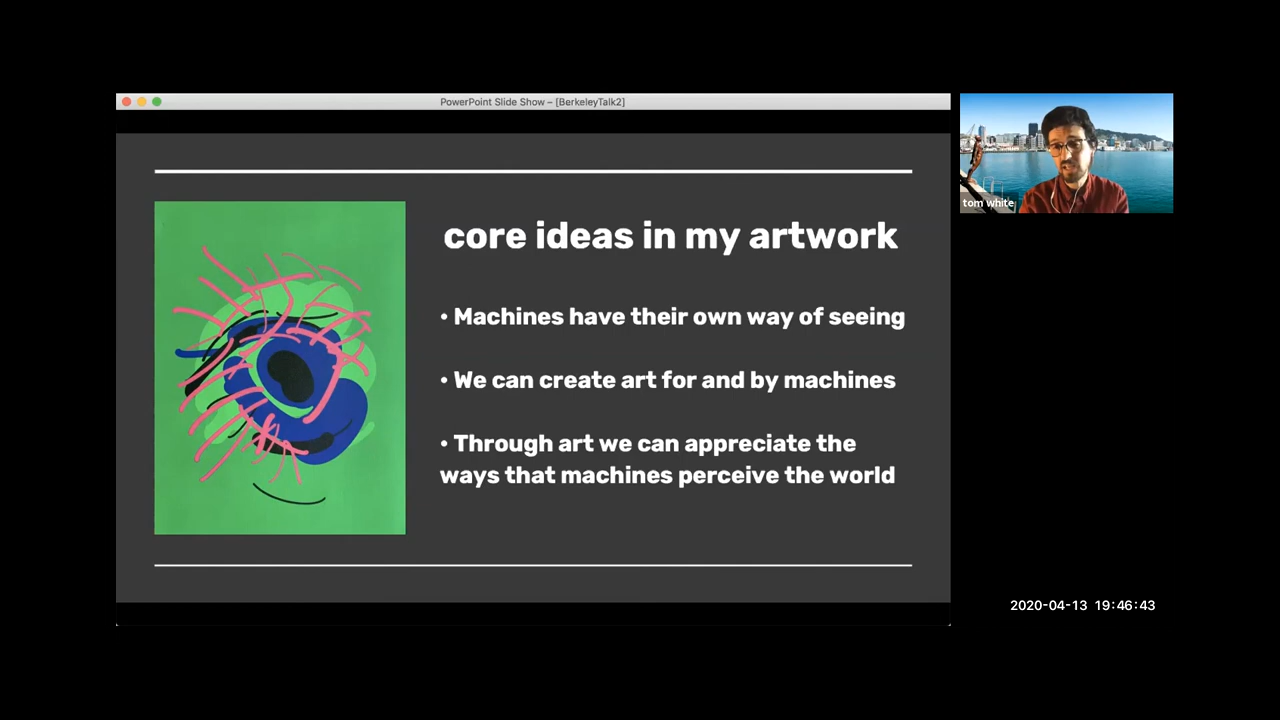 PowerPoint Slide Show – [BerkeleyTalk2]
core ideas in my artwork
• Machines have their own way of seeing
• We can create art for and by machines
• Through art we can appreciate the
ways that machines perceive the world
tom white
2020-04-13 19:46:43